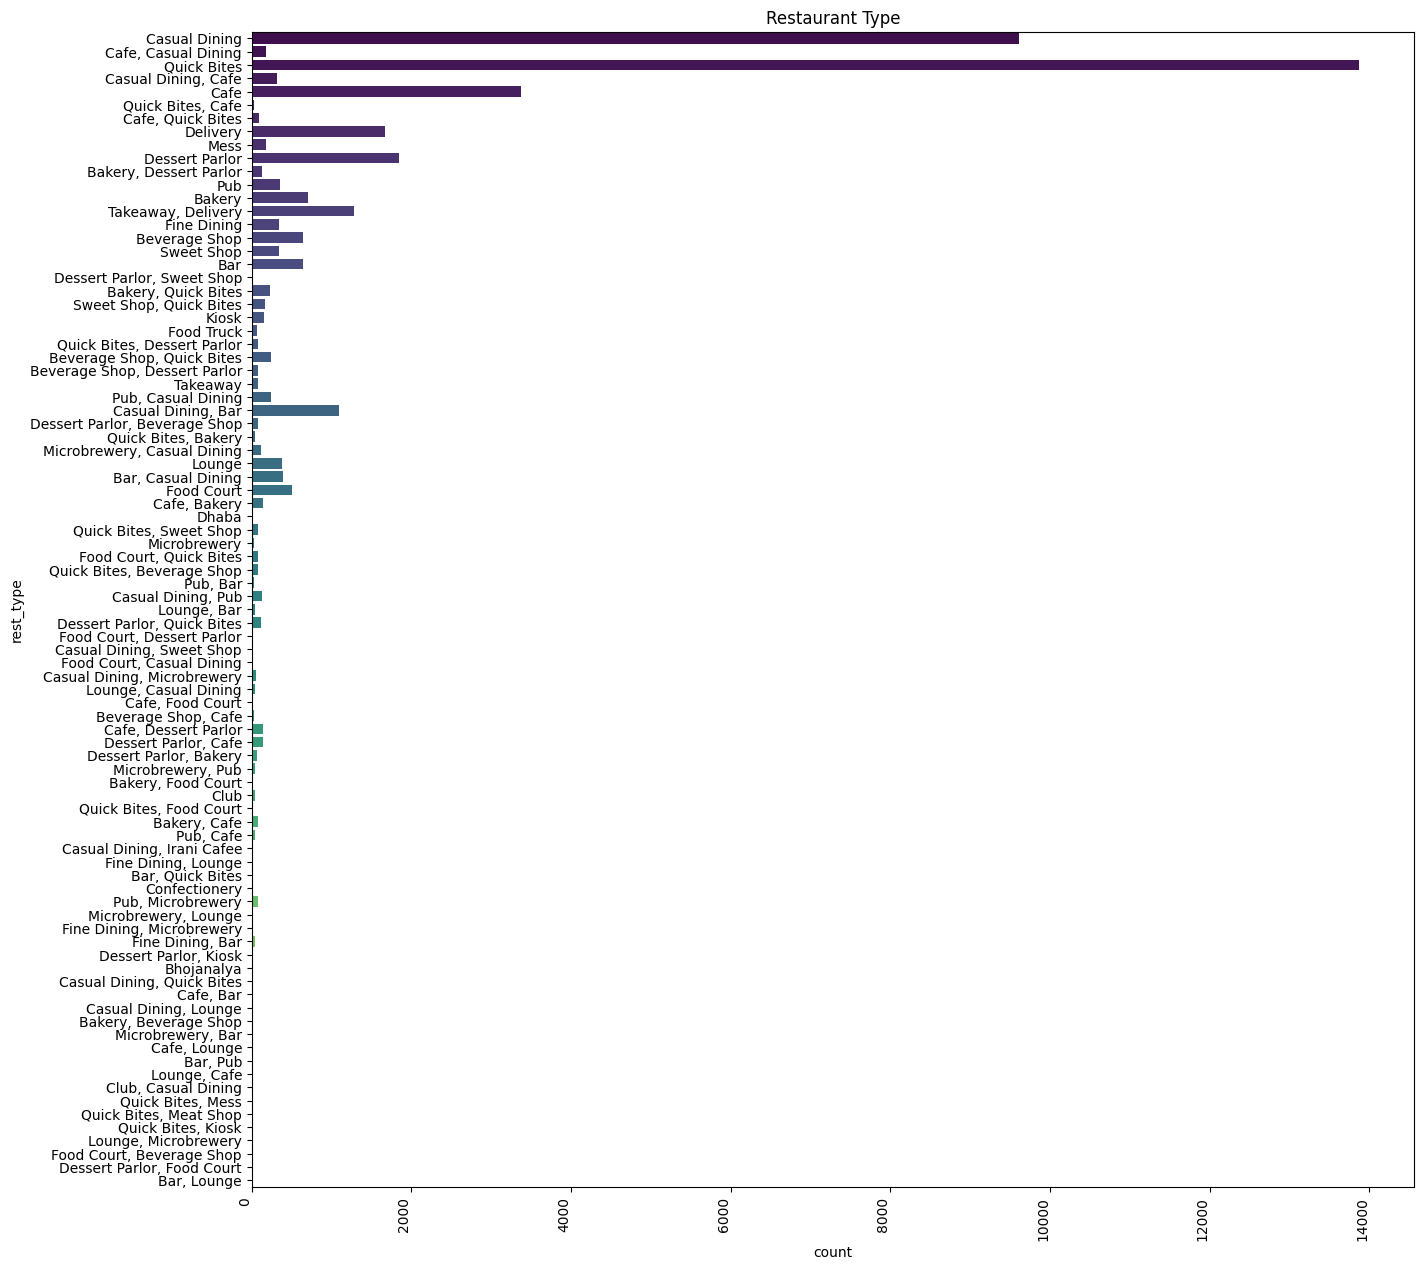 Restaurant Type
Casual Dining
Cafe, Casual Dining
Quick Bites
Casual Dining, Cafe
Cafe
Quick Bites, Cafe
Cafe, Quick Bites
Delivery
Mess
Dessert Parlor
Bakery, Dessert Parlor
Pub
Bakery
Takeaway, Delivery
Fine Dining
Beverage Shop
Sweet Shop
Bar
Dessert Parlor, Sweet Shop
Bakery, Quick Bites
Sweet Shop, Quick Bites
Kiosk
Food Truck
Quick Bites, Dessert Parlor
Beverage Shop, Quick Bites
Beverage Shop, Dessert Parlor
Takeaway
Pub, Casual Dining
Casual Dining, Bar
Dessert Parlor, Beverage Shop
Quick Bites, Bakery
Microbrewery, Casual Dining
Lounge
Bar, Casual Dining
Food Court
Cafe, Bakery
Dhaba
Quick Bites, Sweet Shop
Microbrewery
Food Court, Quick Bites
Quick Bites, Beverage Shop
Pub, Bar
Casual Dining, Pub
Lounge, Bar
Dessert Parlor, Quick Bites
Food Court, Dessert Parlor
Casual Dining, Sweet Shop
Food Court, Casual Dining
Casual Dining, Microbrewery
Lounge, Casual Dining
Cafe, Food Court
Beverage Shop, Cafe
Cafe, Dessert Parlor
Dessert Parlor, Cafe
Dessert Parlor, Bakery
Microbrewery, Pub
Bakery, Food Court
Club
Quick Bites, Food Court
Bakery, Cafe
Pub, Cafe
Casual Dining, Irani Cafee
Fine Dining, Lounge
Bar, Quick Bites
Confectionery
Pub, Microbrewery
Microbrewery, Lounge
Fine Dining, Microbrewery
Fine Dining, Bar
Dessert Parlor, Kiosk
Bhojanalya
Casual Dining, Quick Bites
Cafe, Bar
Casual Dining, Lounge
Bakery, Beverage Shop
Microbrewery, Bar
Cafe, Lounge
Bar, Pub
Lounge, Cafe
Club, Casual Dining
Quick Bites, Mess
Quick Bites, Meat Shop
Quick Bites, Kiosk
Lounge, Microbrewery
Food Court, Beverage Shop
Dessert Parlor, Food Court
Bar, Lounge
rest_type
0
2000
4000
6000
8000
10000
12000
14000
count